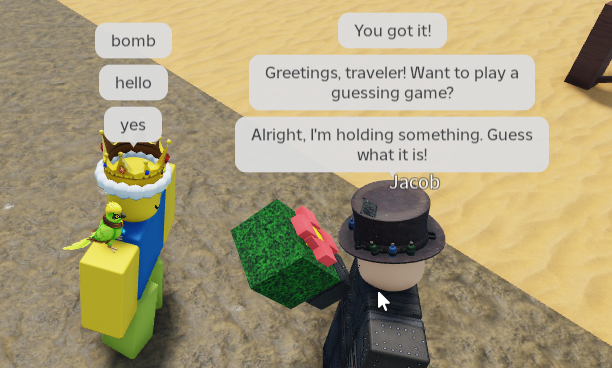 bomb
hello
yes
You got it!
Greetings, traveler! Want to play a
guessing game?
Alright, I'm holding something. Guess
what it is!
Jacob